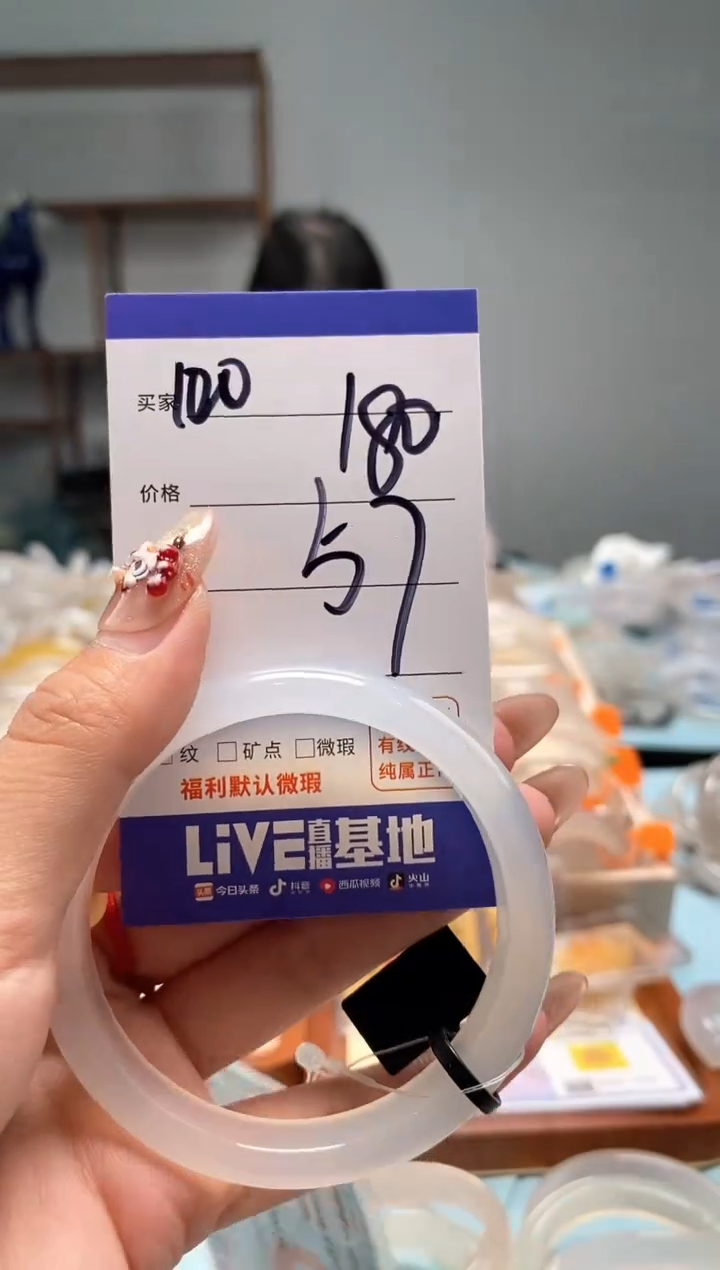 买家 100
180
价格
57
纹 □矿点 □微瑕
有纹
纯属正
福利默认微瑕
LiVE直播基地
今日头条 抖音 西瓜视频 火山